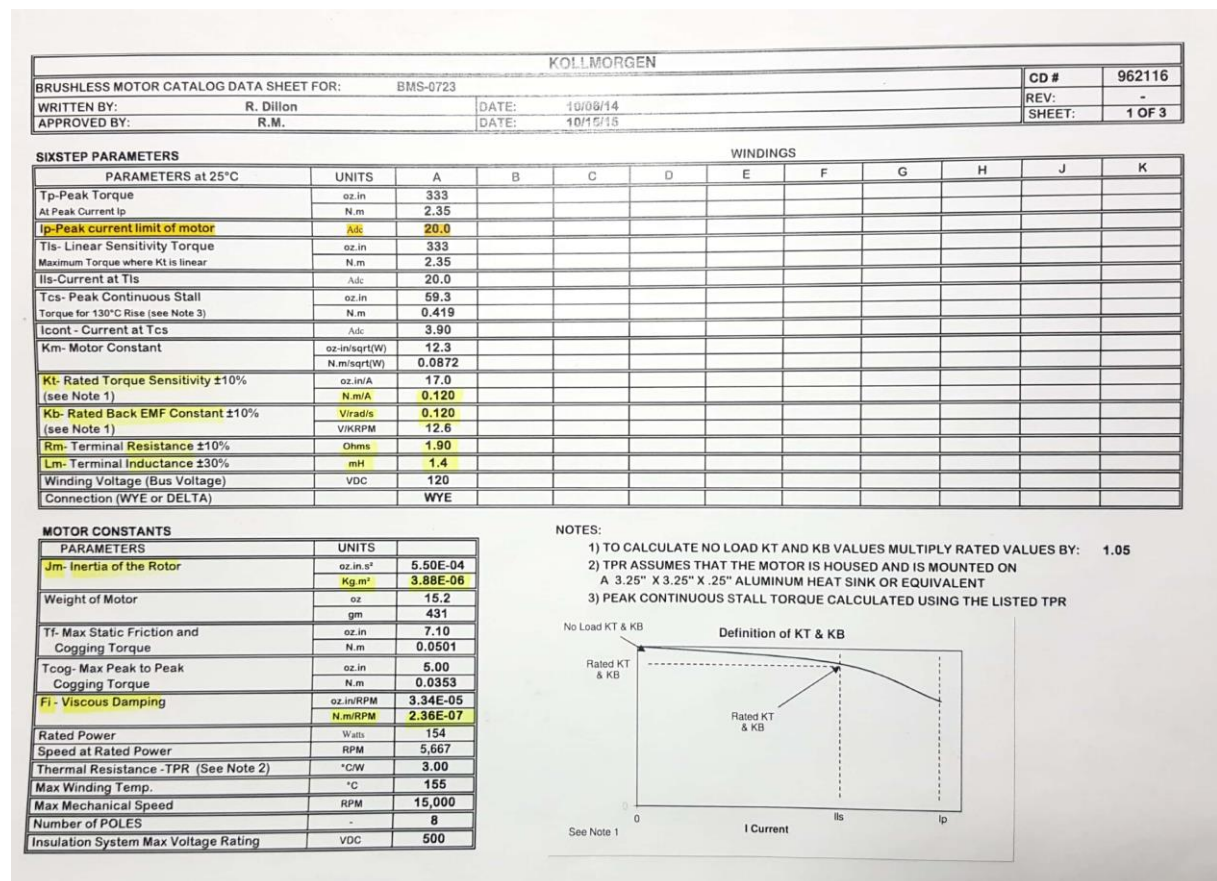 KOLLMORGEN
BRUSHLESS MOTOR CATALOG DATA SHEET FOR: BMS-0723 CD # 962116
WRITTEN BY: R. Dillon DATE: 10/08/14 REV: -
APPROVED BY: R.M. DATE: 10/15/15 SHEET: 1 OF 3
SIXSTEP PARAMETERS WINDINGS
PARAMETERS at 25°C UNITS A B C D E F G H J K
Tp-Peak Torque oz.in 333
At Peak Current Ip N.m 2.35
Ip-Peak current limit of motor Adc 20.0
Tls- Linear Sensitivity Torque oz.in 333
Maximum Torque where Kt is linear N.m 2.35
Ils-Current at Tls Adc 20.0
Tcs- Peak Continuous Stall oz.in 59.3
Torque for 130°C Rise (see Note 3) N.m 0.419
Icont - Current at Tcs Adc 3.90
Km- Motor Constant oz-in/sqrt(W) 12.3
N.m/sqrt(W) 0.0872
Kt- Rated Torque Sensitivity ±10% oz.in/A 17.0
(see Note 1) N.m/A 0.120
Kb- Rated Back EMF Constant ±10% V/rad/s 0.120
(see Note 1) V/KRPM 12.6
Rm- Terminal Resistance ±10% Ohms 1.90
Lm- Terminal Inductance ±30% mH 1.4
Winding Voltage (Bus Voltage) VDC 120
Connection (WYE or DELTA) WYE
MOTOR CONSTANTS
PARAMETERS UNITS
Jm- Inertia of the Rotor oz.in.s² 5.50E-04
Kg.m² 3.88E-06
Weight of Motor oz 15.2
gm 431
Tf- Max Static Friction and oz.in 7.10
Cogging Torque N.m 0.0501
Tcog- Max Peak to Peak oz.in 5.00
Cogging Torque N.m 0.0353
Fi - Viscous Damping oz.in/RPM 3.34E-05
N.m/RPM 2.36E-07
Rated Power Watts 154
Speed at Rated Power RPM 5,667
Thermal Resistance -TPR (See Note 2) °C/W 3.00
Max Winding Temp. °C 155
Max Mechanical Speed RPM 15,000
Number of POLES - 8
Insulation System Max Voltage Rating VDC 500
NOTES:
1) TO CALCULATE NO LOAD KT AND KB VALUES MULTIPLY RATED VALUES BY: 1.05
2) TPR ASSUMES THAT THE MOTOR IS HOUSED AND IS MOUNTED ON
A 3.25" X 3.25" X .25" ALUMINUM HEAT SINK OR EQUIVALENT
3) PEAK CONTINUOUS STALL TORQUE CALCULATED USING THE LISTED TPR
No Load KT & KB
Definition of KT & KB
Rated KT
& KB
Rated KT
& KB
0
0 Ils Ip
See Note 1 I Current